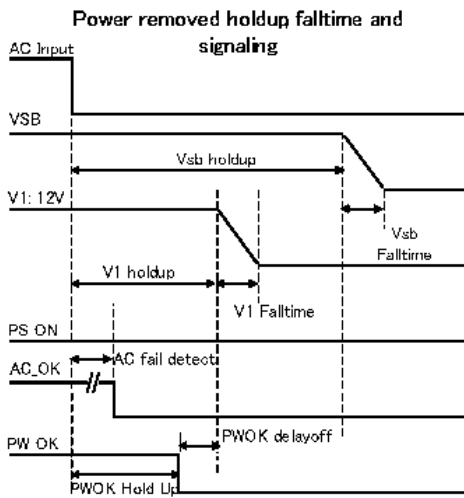 Power removed holdup falltime and
signaling
AC Input
VSB
Vsb holdup
V1: 12V
Vsb
Falltime
V1 holdup
V1 Falltime
PS ON
AC fail detect
AC_OK
PWOK delayoff
PW OK
PWOK Hold Up